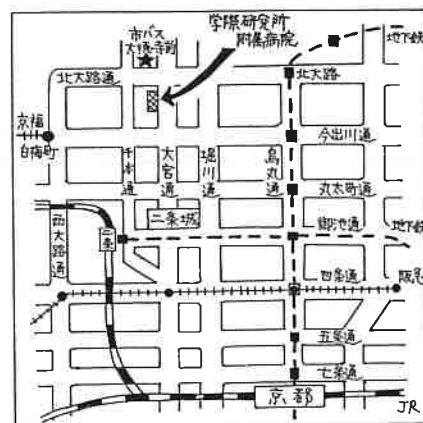 学際研究所
附属病院
市バス
大徳寺前
地下鉄
北大路通
北大路
京福
白梅町
今出川通
千本通
大宮通
堀川通
烏丸通
丸太町通
二条城
御池通
地下鉄
西大路通
二条
四条通
阪急
五条通
七条通
京都
JR